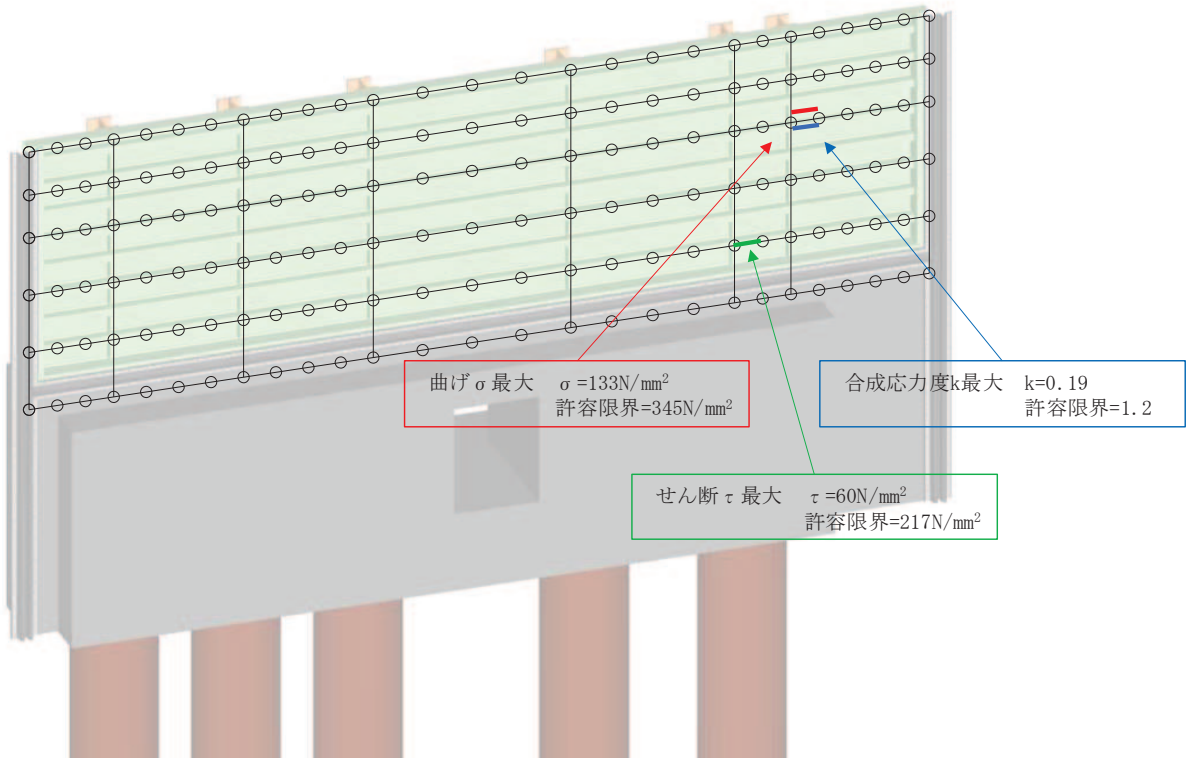 曲げσ最大 σ=133N/mm²
許容限界=345N/mm²
合成応力度k最大 k=0.19
許容限界=1.2
せん断τ最大 τ=60N/mm²
許容限界=217N/mm²